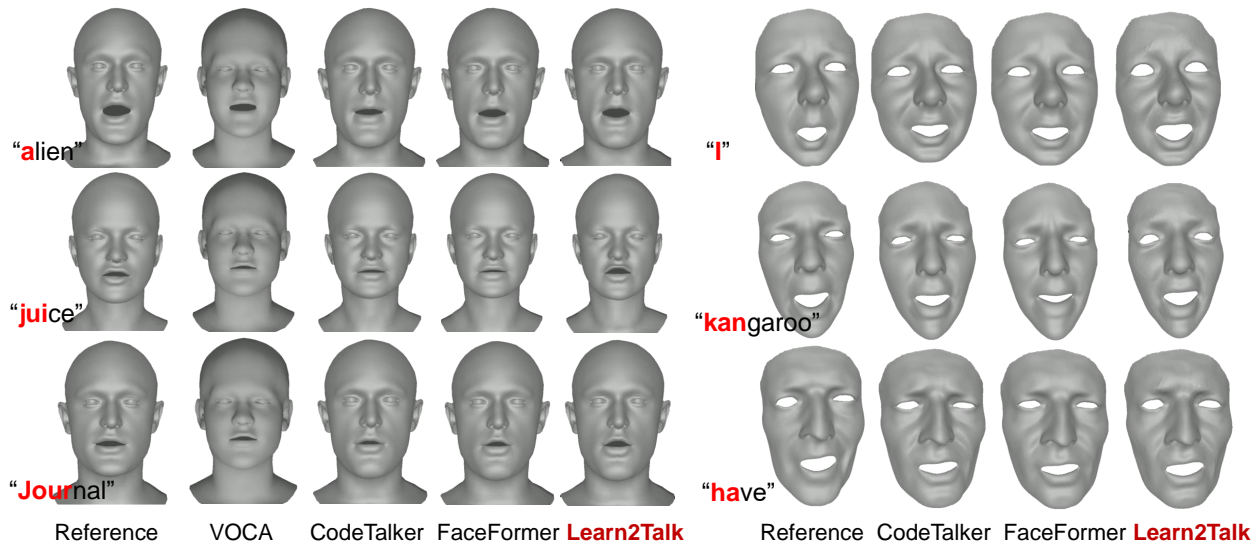 “alien”
“juice”
“Journal”
Reference VOCA CodeTalker FaceFormer Learn2Talk
“I”
“kangaroo”
“have”
Reference CodeTalker FaceFormer Learn2Talk